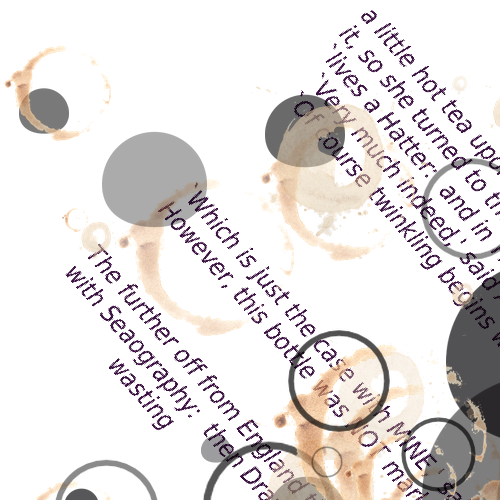 a little hot tea upo
it, so she turned to t
`lives a Hatter: and in
`Very much indeed,' said
`Of course twinkling begins w
`Which is just the case with MINE,' s
However, this bottle was NOT mar
The further off from England
with Seaography: then Dra
wasting